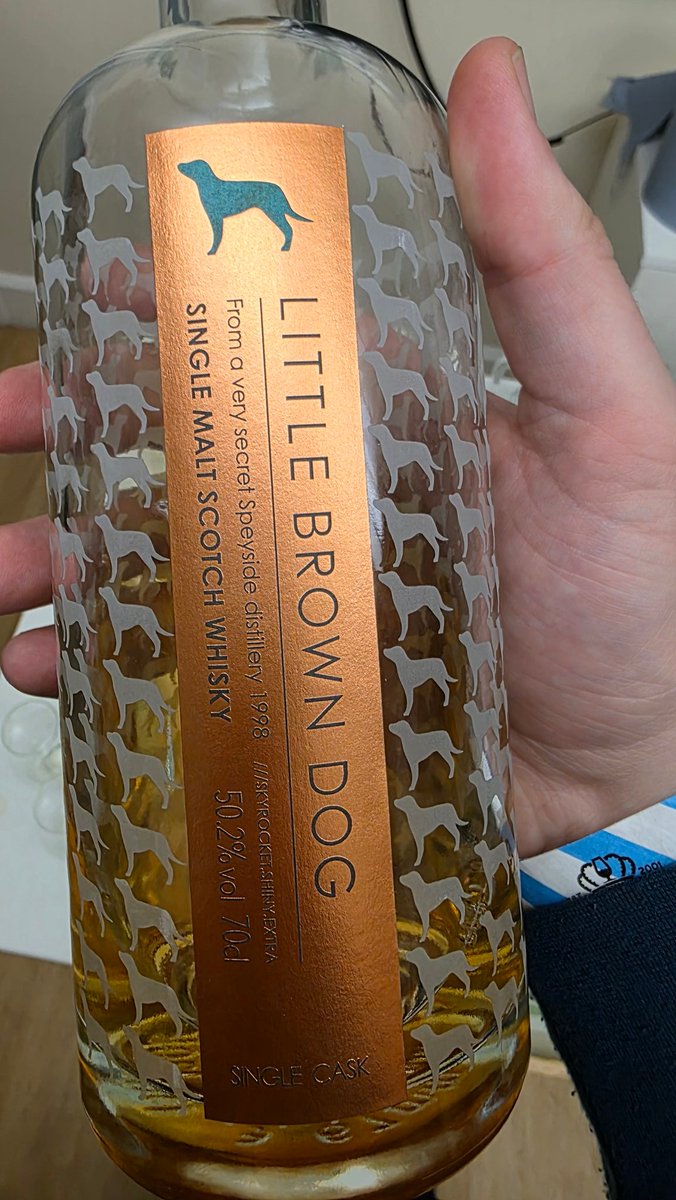 LITTLE BROWN DOG
From a very secret Speyside distillery 1998 ///SKYROCKET.SHINY.EXTRA
SINGLE MALT SCOTCH WHISKY 50.2%vol 70cl
SINGLE CASK
2001